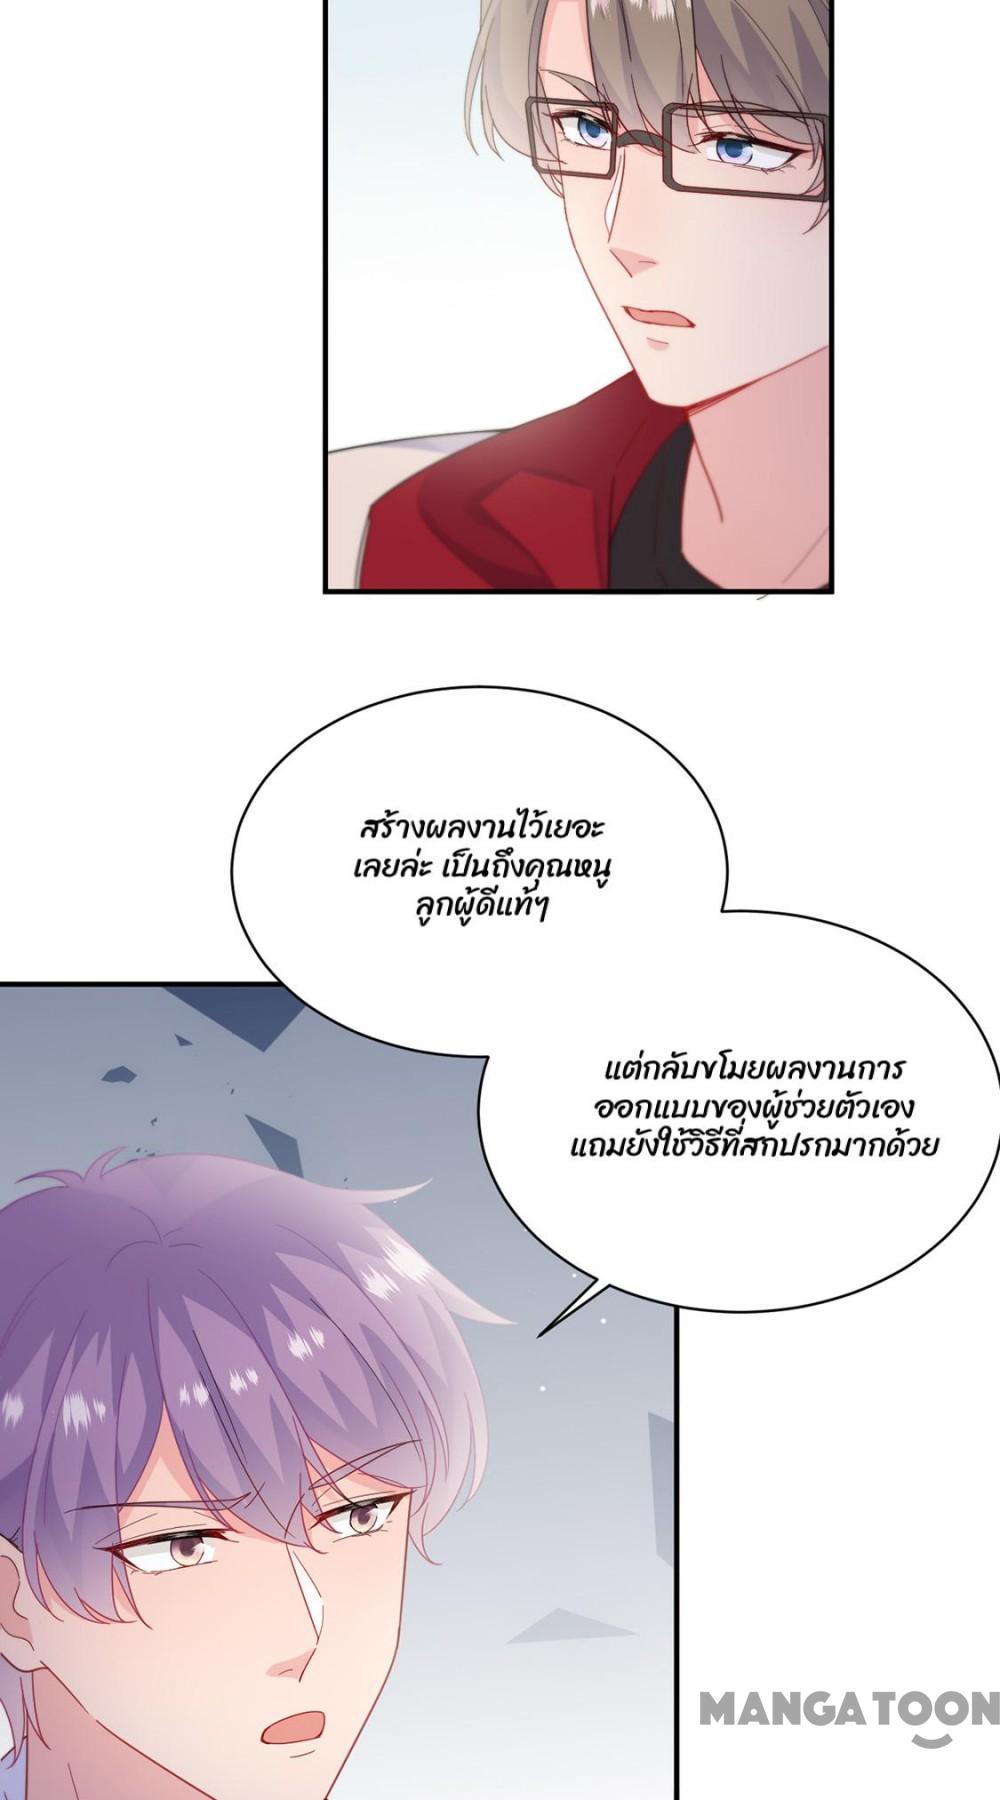 สร้างผลงานไว้เยอะ
เลยล่ะ เป็นถึงคุณหนู
ลูกผู้ดีแท้ๆ
แต่กลับขโมยผลงานการ
ออกแบบของผู้ช่วยตัวเอง
แถมยังใช้วิธีที่สกปรกมากด้วย
MANGATOON